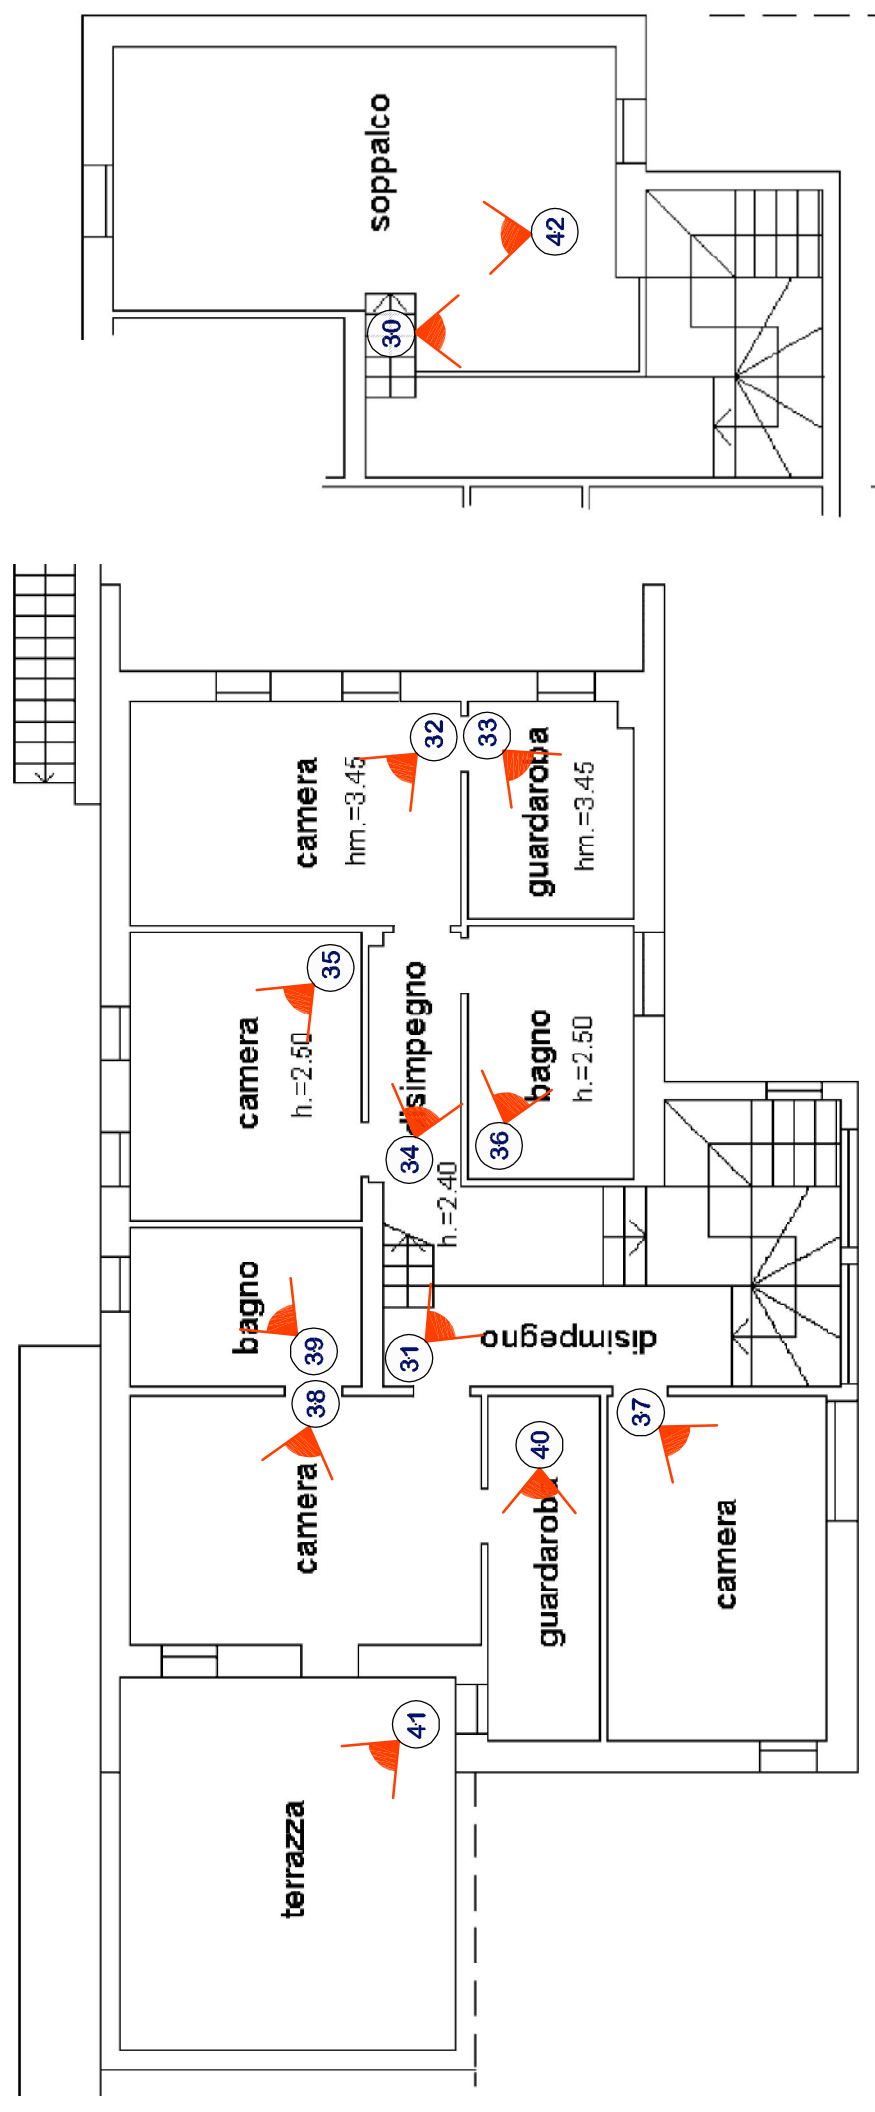 soppalco
42
30
camera
hm.=3.45
32
33
guardaroba
hm.=3.45
camera
h.=2.50
35
disimpegno
h.=2.40
34
bagno
h.=2.50
36
bagno
39
31
disimpegno
38
camera
40
guardaroba
37
camera
41
terrazza